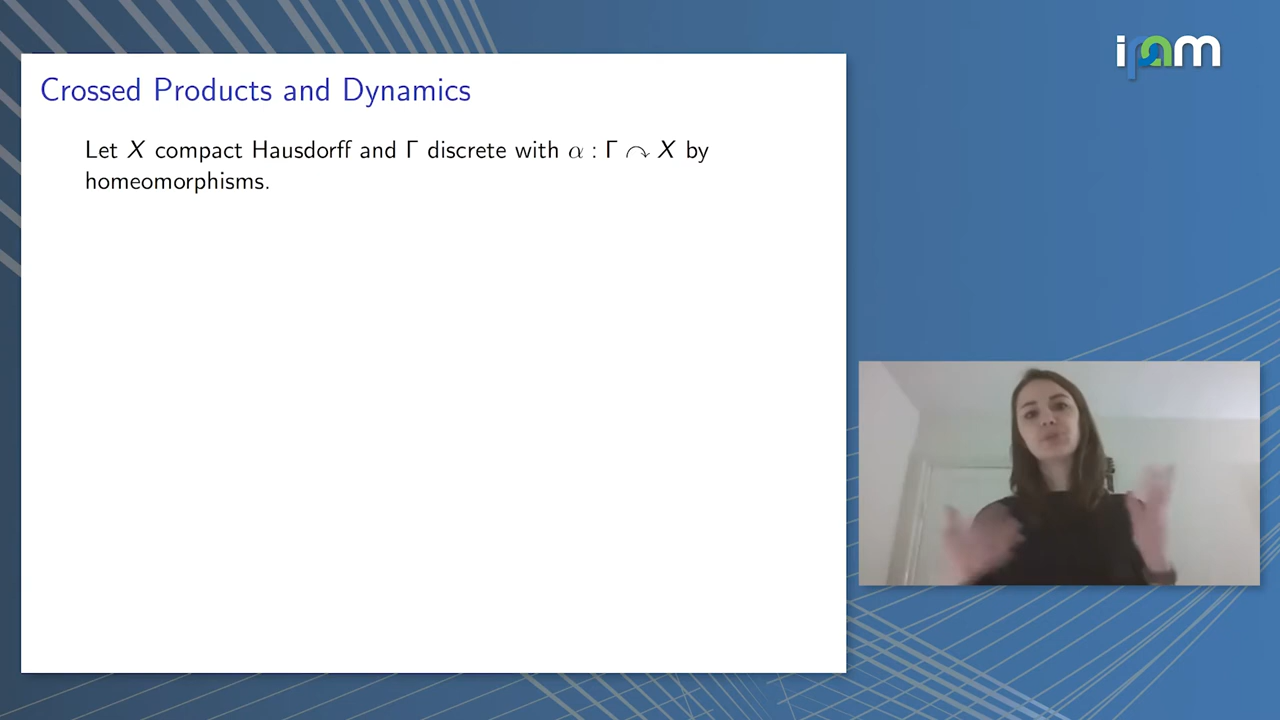 ipam
Crossed Products and Dynamics
Let X compact Hausdorff and Γ discrete with α : Γ ↷ X by
homeomorphisms.